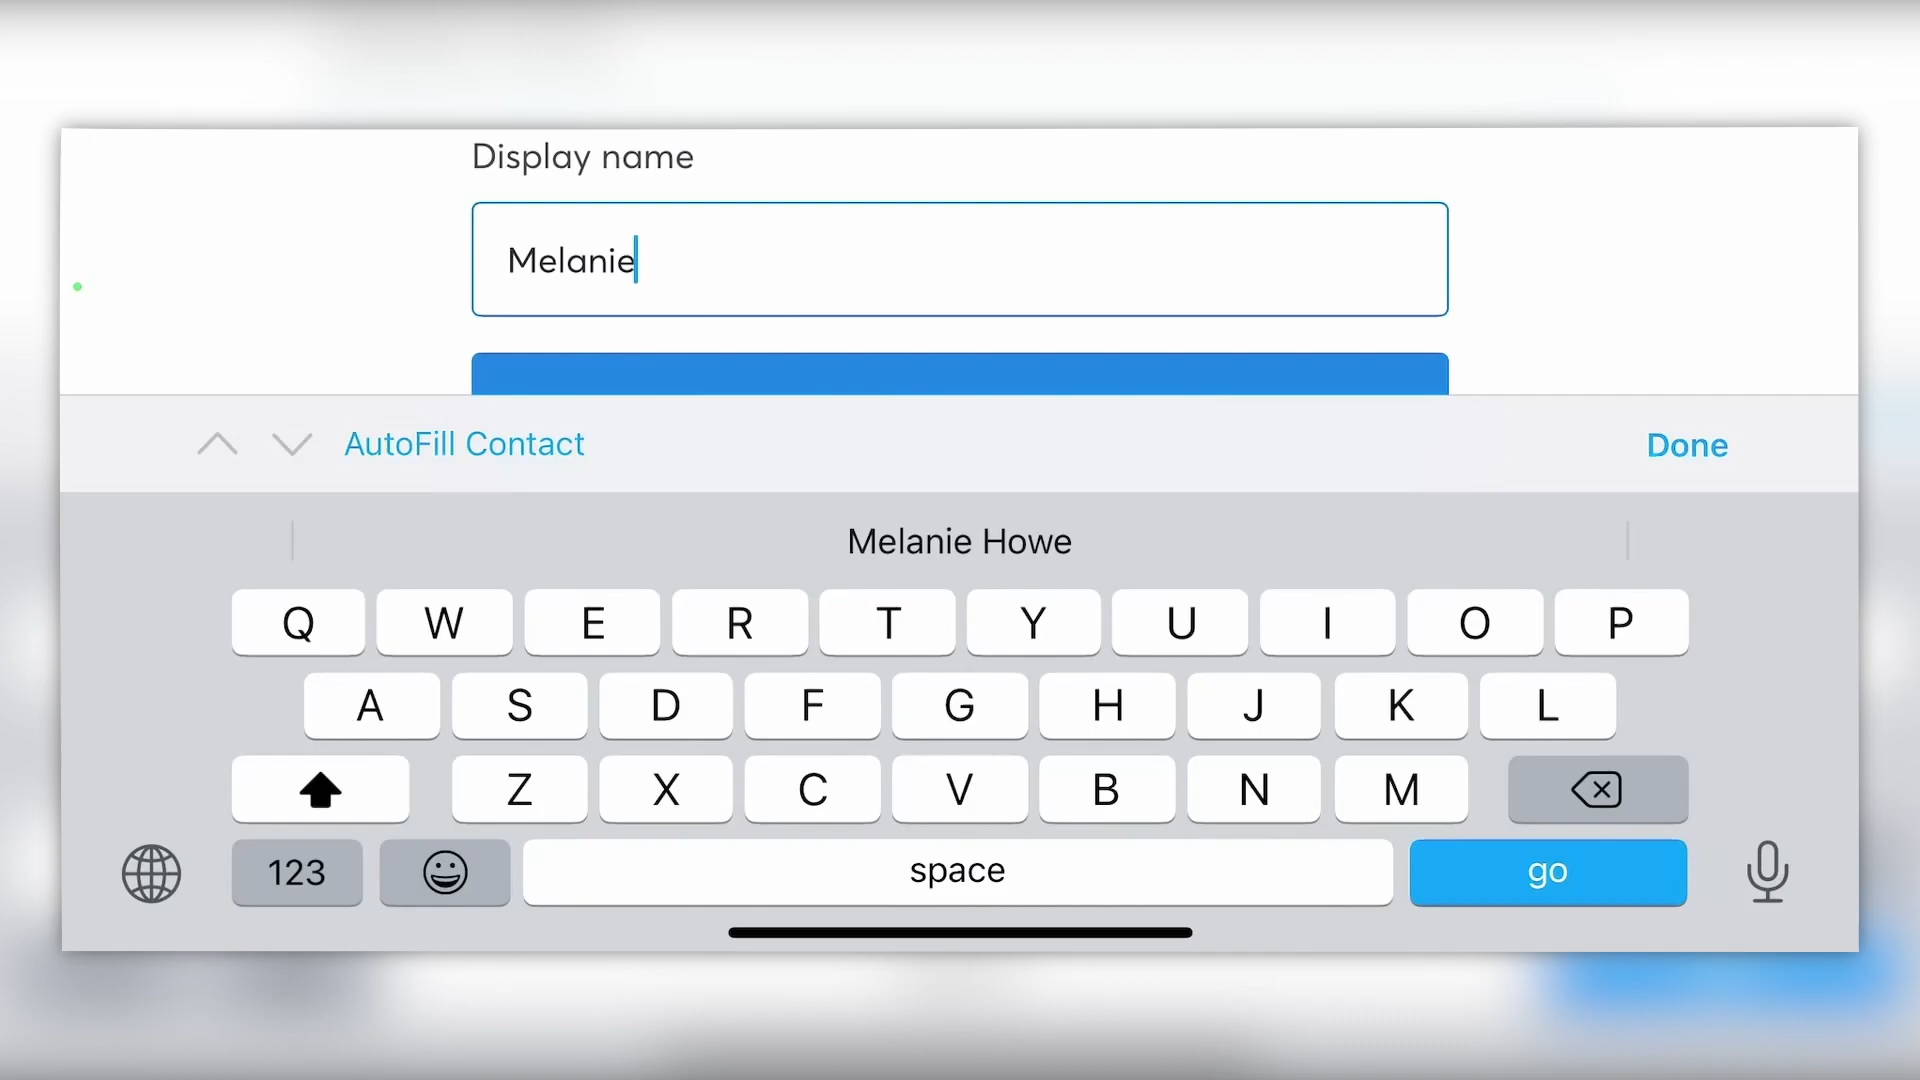 Display name
Melanie
AutoFill Contact Done
Melanie Howe
Q W E R T Y U I O P
A S D F G H J K L
Z X C V B N M
123 space go